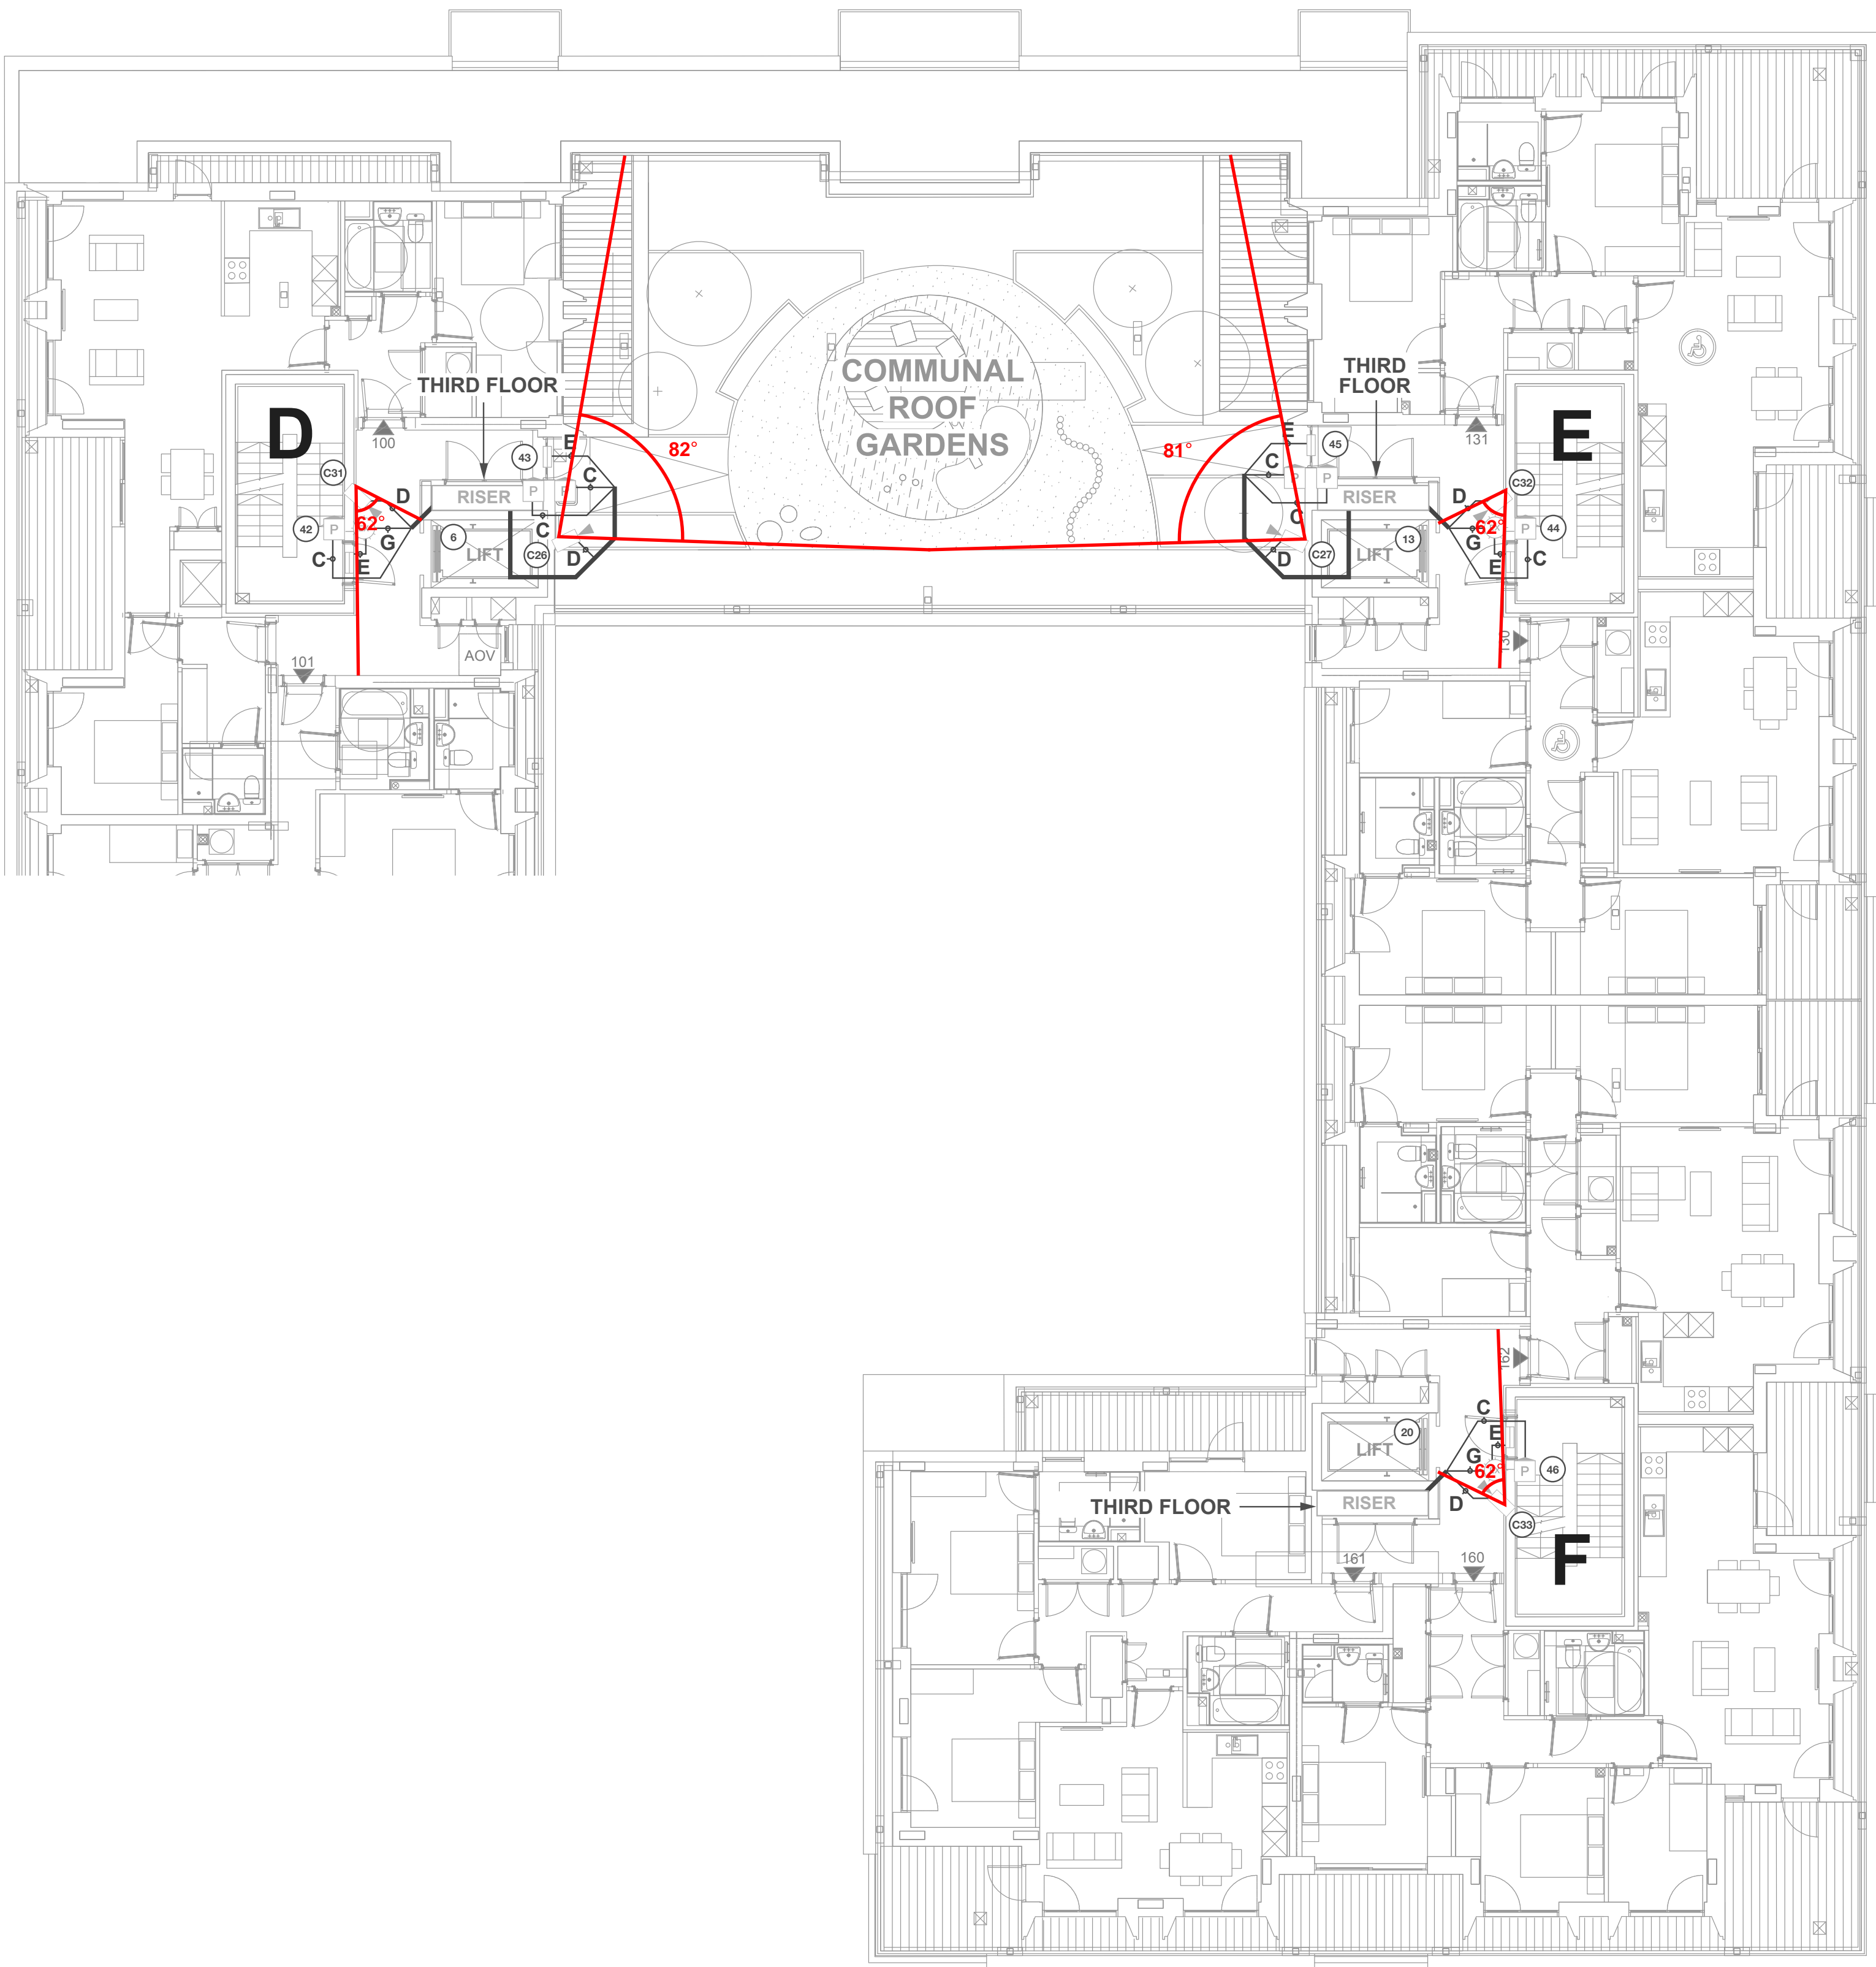 COMMUNAL
ROOF
GARDENS
THIRD FLOOR
THIRD
FLOOR
D
100
C31
43
E
82°
81°
E
45
131
E
C32
D
RISER
P
P
C
C
P
P
RISER
D
42
P
62°
G
6
LIFT
C26
C
D
C
D
C27
LIFT
13
62°
G
P
44
C
E
E
C
101
AOV
130
162
C
E
20
LIFT
G
62°
P
46
THIRD FLOOR
RISER
D
C33
F
161
160